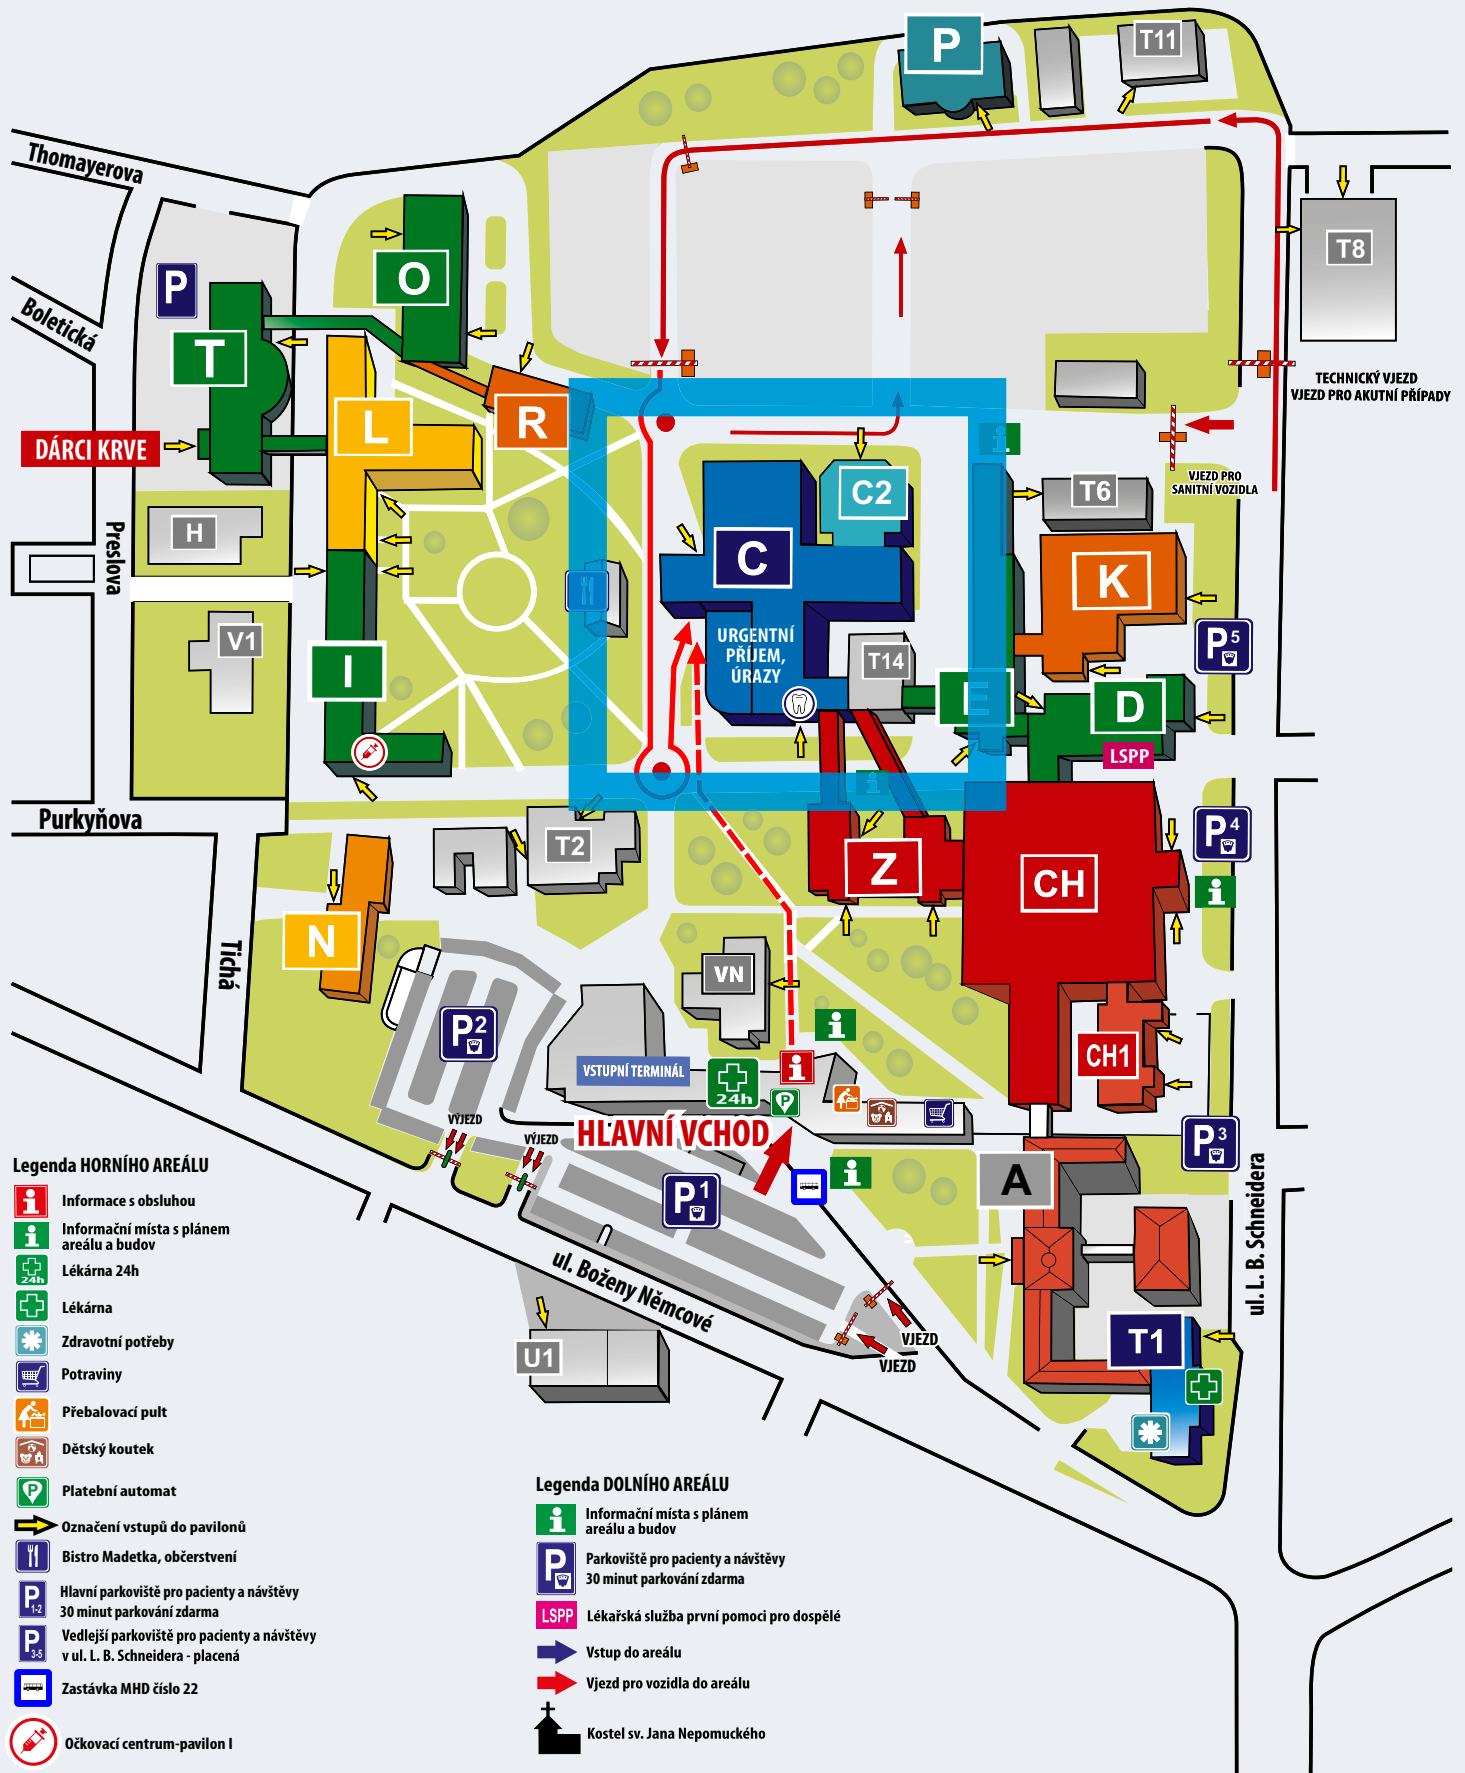 P
T11
Thomayerova
T8
O
P
Boletická
T
TECHNICKÝ VJEZD
VJEZD PRO AKUTNÍ PŘÍPADY
L
R
DÁRCI KRVE
i
VJEZD PRO
SANITNÍ VOZIDLA
C2
T6
H
Preslova
C
K
V1
URGENTNÍ
PŘÍJEM,
ÚRAZY
P5
I
T14
E
D
LSPP
i
Purkyňova
P4
T2
Z
CH
i
N
Tichá
VN
P2
i
CH1
VSTUPNÍ TERMINÁL
24h
i
P
VÝJEZD
VÝJEZD
HLAVNÍ VCHOD
P3
i
A
P1
ul. L. B. Schneidera
ul. Boženy Němcové
VJEZD
VJEZD
U1
T1
Legenda HORNÍHO AREÁLU
i Informace s obsluhou
i Informační místa s plánem
areálu a budov
24h Lékárna 24h
Lékárna
Zdravotní potřeby
Potraviny
Přebalovací pult
Dětský koutek
P Platební automat
Označení vstupů do pavilonů
Bistro Madetka, občerstvení
P 1-2 Hlavní parkoviště pro pacienty a návštěvy
30 minut parkování zdarma
P 3-5 Vedlejší parkoviště pro pacienty a návštěvy
v ul. L. B. Schneidera - placená
Zastávka MHD číslo 22
Očkovací centrum-pavilon I
Legenda DOLNÍHO AREÁLU
i Informační místa s plánem
areálu a budov
P Parkoviště pro pacienty a návštěvy
30 minut parkování zdarma
LSPP Lékařská služba první pomoci pro dospělé
Vstup do areálu
Vjezd pro vozidla do areálu
Kostel sv. Jana Nepomuckého